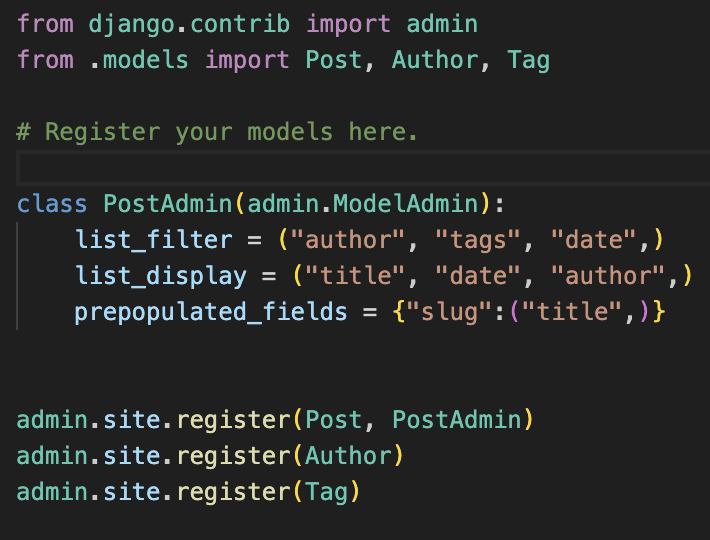 from django.contrib import admin
from .models import Post, Author, Tag
# Register your models here.
class PostAdmin(admin.ModelAdmin):
    list_filter = ("author", "tags", "date",)
    list_display = ("title", "date", "author",)
    prepopulated_fields = {"slug":("title",)}
admin.site.register(Post, PostAdmin)
admin.site.register(Author)
admin.site.register(Tag)